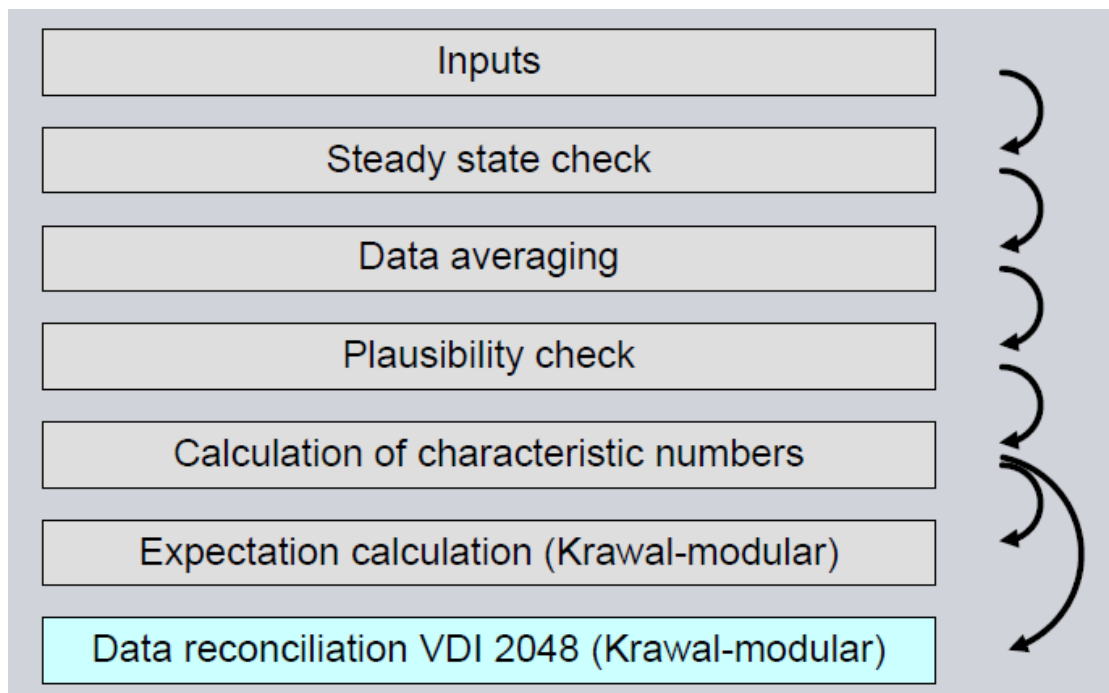 Inputs
Steady state check
Data averaging
Plausibility check
Calculation of characteristic numbers
Expectation calculation (Krawal-modular)
Data reconciliation VDI 2048 (Krawal-modular)